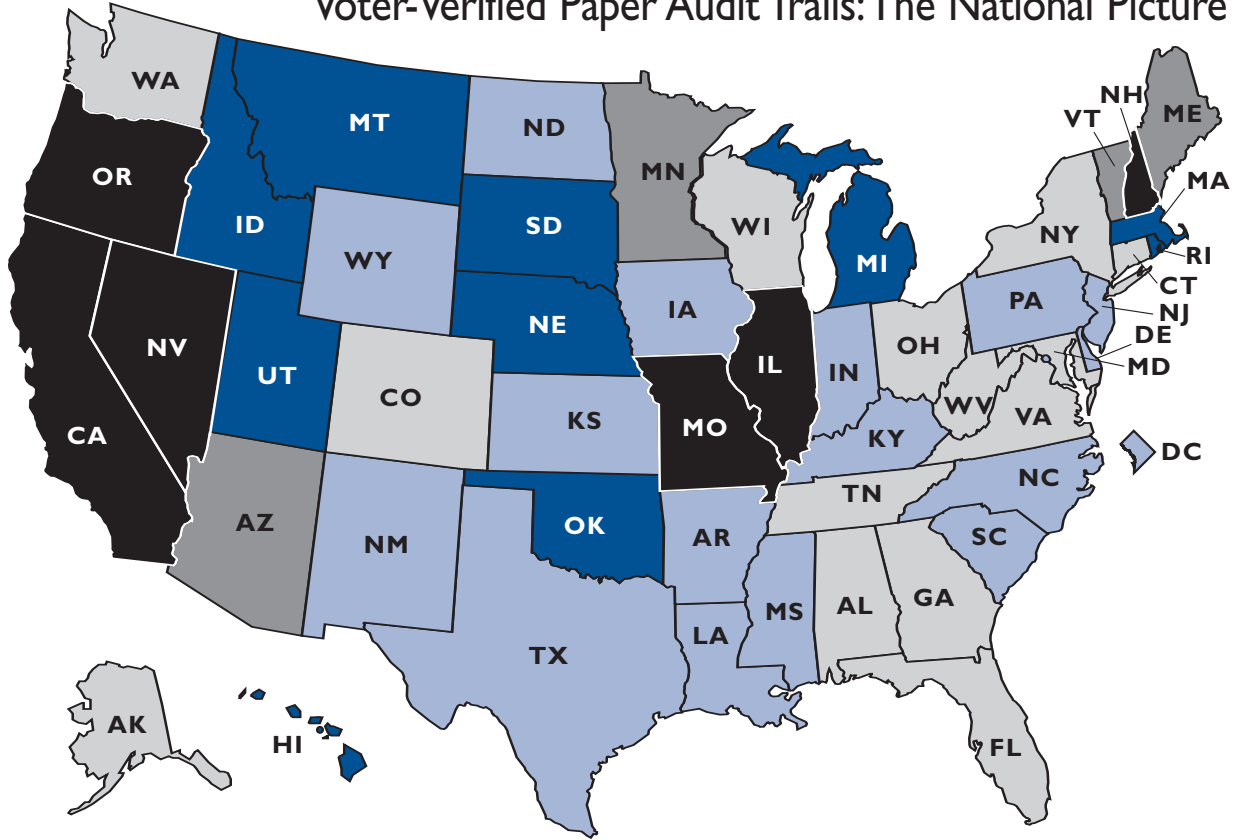 Voter-Verified Paper Audit Trails: The National Picture
WA
MT
ND
MN
NH
VT
ME
OR
ID
SD
WI
MA
WY
MI
NY
RI
CT
IA
PA
NJ
NE
DE
NV
UT
IL
IN
OH
MD
CO
WV
VA
CA
KS
MO
KY
DC
NC
TN
AZ
OK
AR
SC
NM
MS
AL
GA
LA
TX
AK
HI
FL